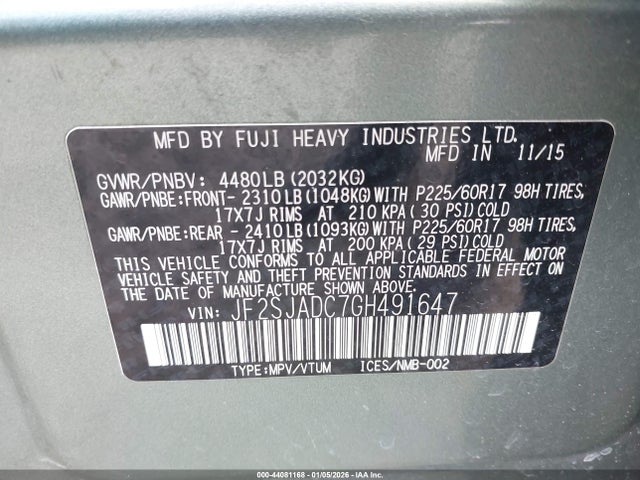 MFD BY FUJI HEAVY INDUSTRIES LTD.
MFD IN 11/15
GVWR/PNBV: 4480LB (2032KG)
GAWR/PNBE:FRONT- 2310LB (1048KG) WITH P225/60R17 98H TIRES,
17X7J RIMS AT 210 KPA (30 PSI) COLD
GAWR/PNBE:REAR - 2410LB (1093KG) WITH P225/60R17 98H TIRES,
17X7J RIMS AT 200 KPA (29 PSI) COLD
THIS VEHICLE CONFORMS TO ALL APPLICABLE FEDERAL MOTOR
VEHICLE SAFETY AND THEFT PREVENTION STANDARDS IN EFFECT ON
THE DATE OF MANUFACTURE SHOWN ABOVE.
VIN: JF2SJADC7GH491647
TYPE:MPV/VTUM ICES/NMB-002
000-44081168 - 01/05/2026 - IAAI.com